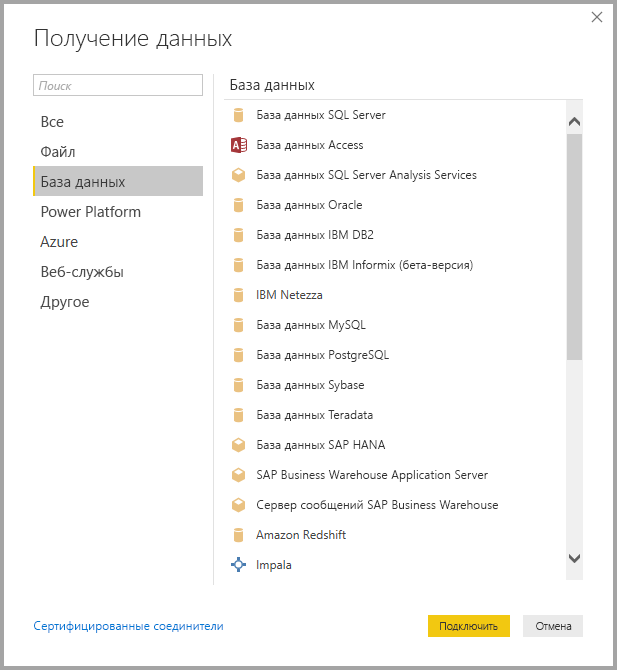 Получение данных
Поиск
Все
Файл
База данных
Power Platform
Azure
Веб-службы
Другое
База данных
База данных SQL Server
База данных Access
База данных SQL Server Analysis Services
База данных Oracle
База данных IBM DB2
База данных IBM Informix (бета-версия)
IBM Netezza
База данных MySQL
База данных PostgreSQL
База данных Sybase
База данных Teradata
База данных SAP HANA
SAP Business Warehouse Application Server
Сервер сообщений SAP Business Warehouse
Amazon Redshift
Impala
Сертифицированные соединители
Подключить
Отмена